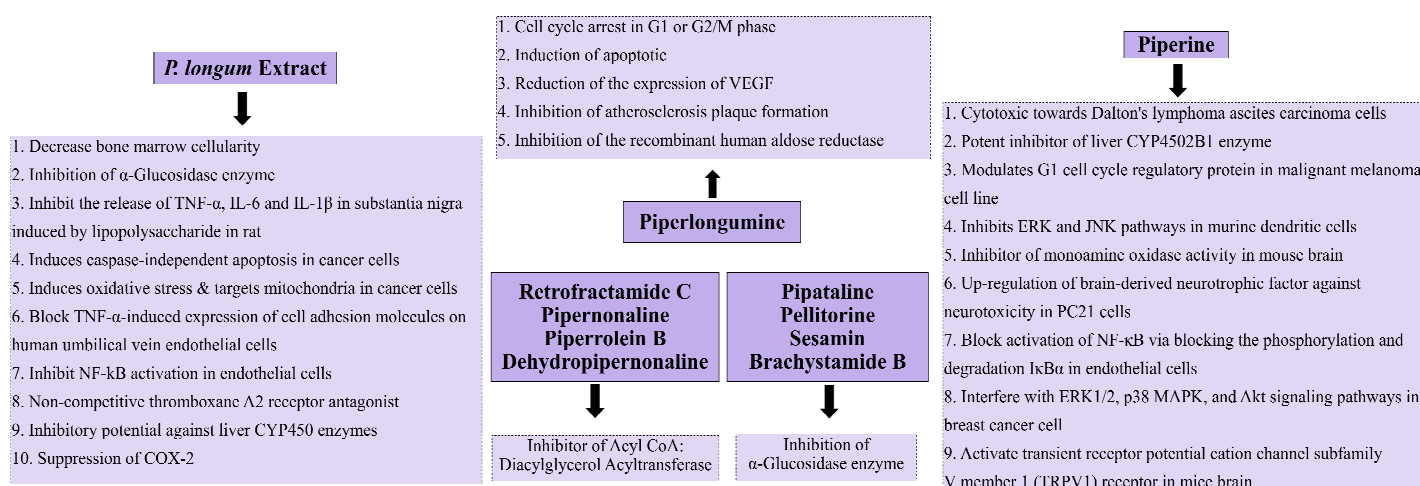 P. longum Extract
1. Decrease bone marrow cellularity
2. Inhibition of α-Glucosidase enzyme
3. Inhibit the release of TNF-α, IL-6 and IL-1β in substantia nigra
induced by lipopolysaccharide in rat
4. Induces caspase-independent apoptosis in cancer cells
5. Induces oxidative stress & targets mitochondria in cancer cells
6. Block TNF-α-induced expression of cell adhesion molecules on
human umbilical vein endothelial cells
7. Inhibit NF-kB activation in endothelial cells
8. Non-competitive thromboxane A2 receptor antagonist
9. Inhibitory potential against liver CYP450 enzymes
10. Suppression of COX-2
1. Cell cycle arrest in G1 or G2/M phase
2. Induction of apoptotic
3. Reduction of the expression of VEGF
4. Inhibition of atherosclerosis plaque formation
5. Inhibition of the recombinant human aldose reductase
Piperlongumine
Retrofractamide C
Pipernonaline
Piperrolein B
Dehydropipernonaline
Inhibitor of Acyl CoA:
Diacylglycerol Acyltransferase
Pipataline
Pellitorine
Sesamin
Brachystamide B
Inhibition of
α-Glucosidase enzyme
Piperine
1. Cytotoxic towards Dalton's lymphoma ascites carcinoma cells
2. Potent inhibitor of liver CYP4502B1 enzyme
3. Modulates G1 cell cycle regulatory protein in malignant melanoma
cell line
4. Inhibits ERK and JNK pathways in murine dendritic cells
5. Inhibitor of monoamine oxidase activity in mouse brain
6. Up-regulation of brain-derived neurotrophic factor against
neurotoxicity in PC21 cells
7. Block activation of NF-κB via blocking the phosphorylation and
degradation IκBα in endothelial cells
8. Interfere with ERK1/2, p38 MAPK, and Akt signaling pathways in
breast cancer cell
9. Activate transient receptor potential cation channel subfamily
V member 1 (TRPV1) receptor in mice brain